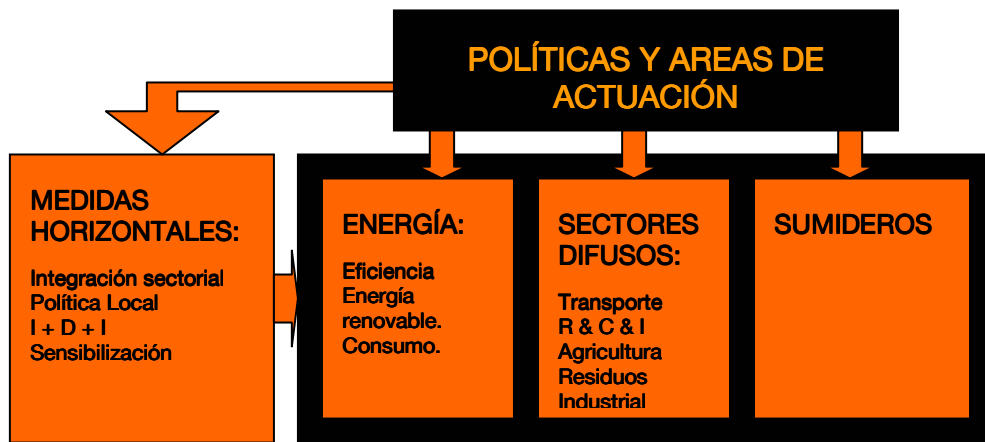 POLÍTICAS Y AREAS DE
ACTUACIÓN
MEDIDAS
HORIZONTALES:
Integración sectorial
Política Local
I + D + I
Sensibilización
ENERGÍA:
Eficiencia
Energía
renovable.
Consumo.
SECTORES
DIFUSOS:
Transporte
R & C & I
Agricultura
Residuos
Industrial
SUMIDEROS